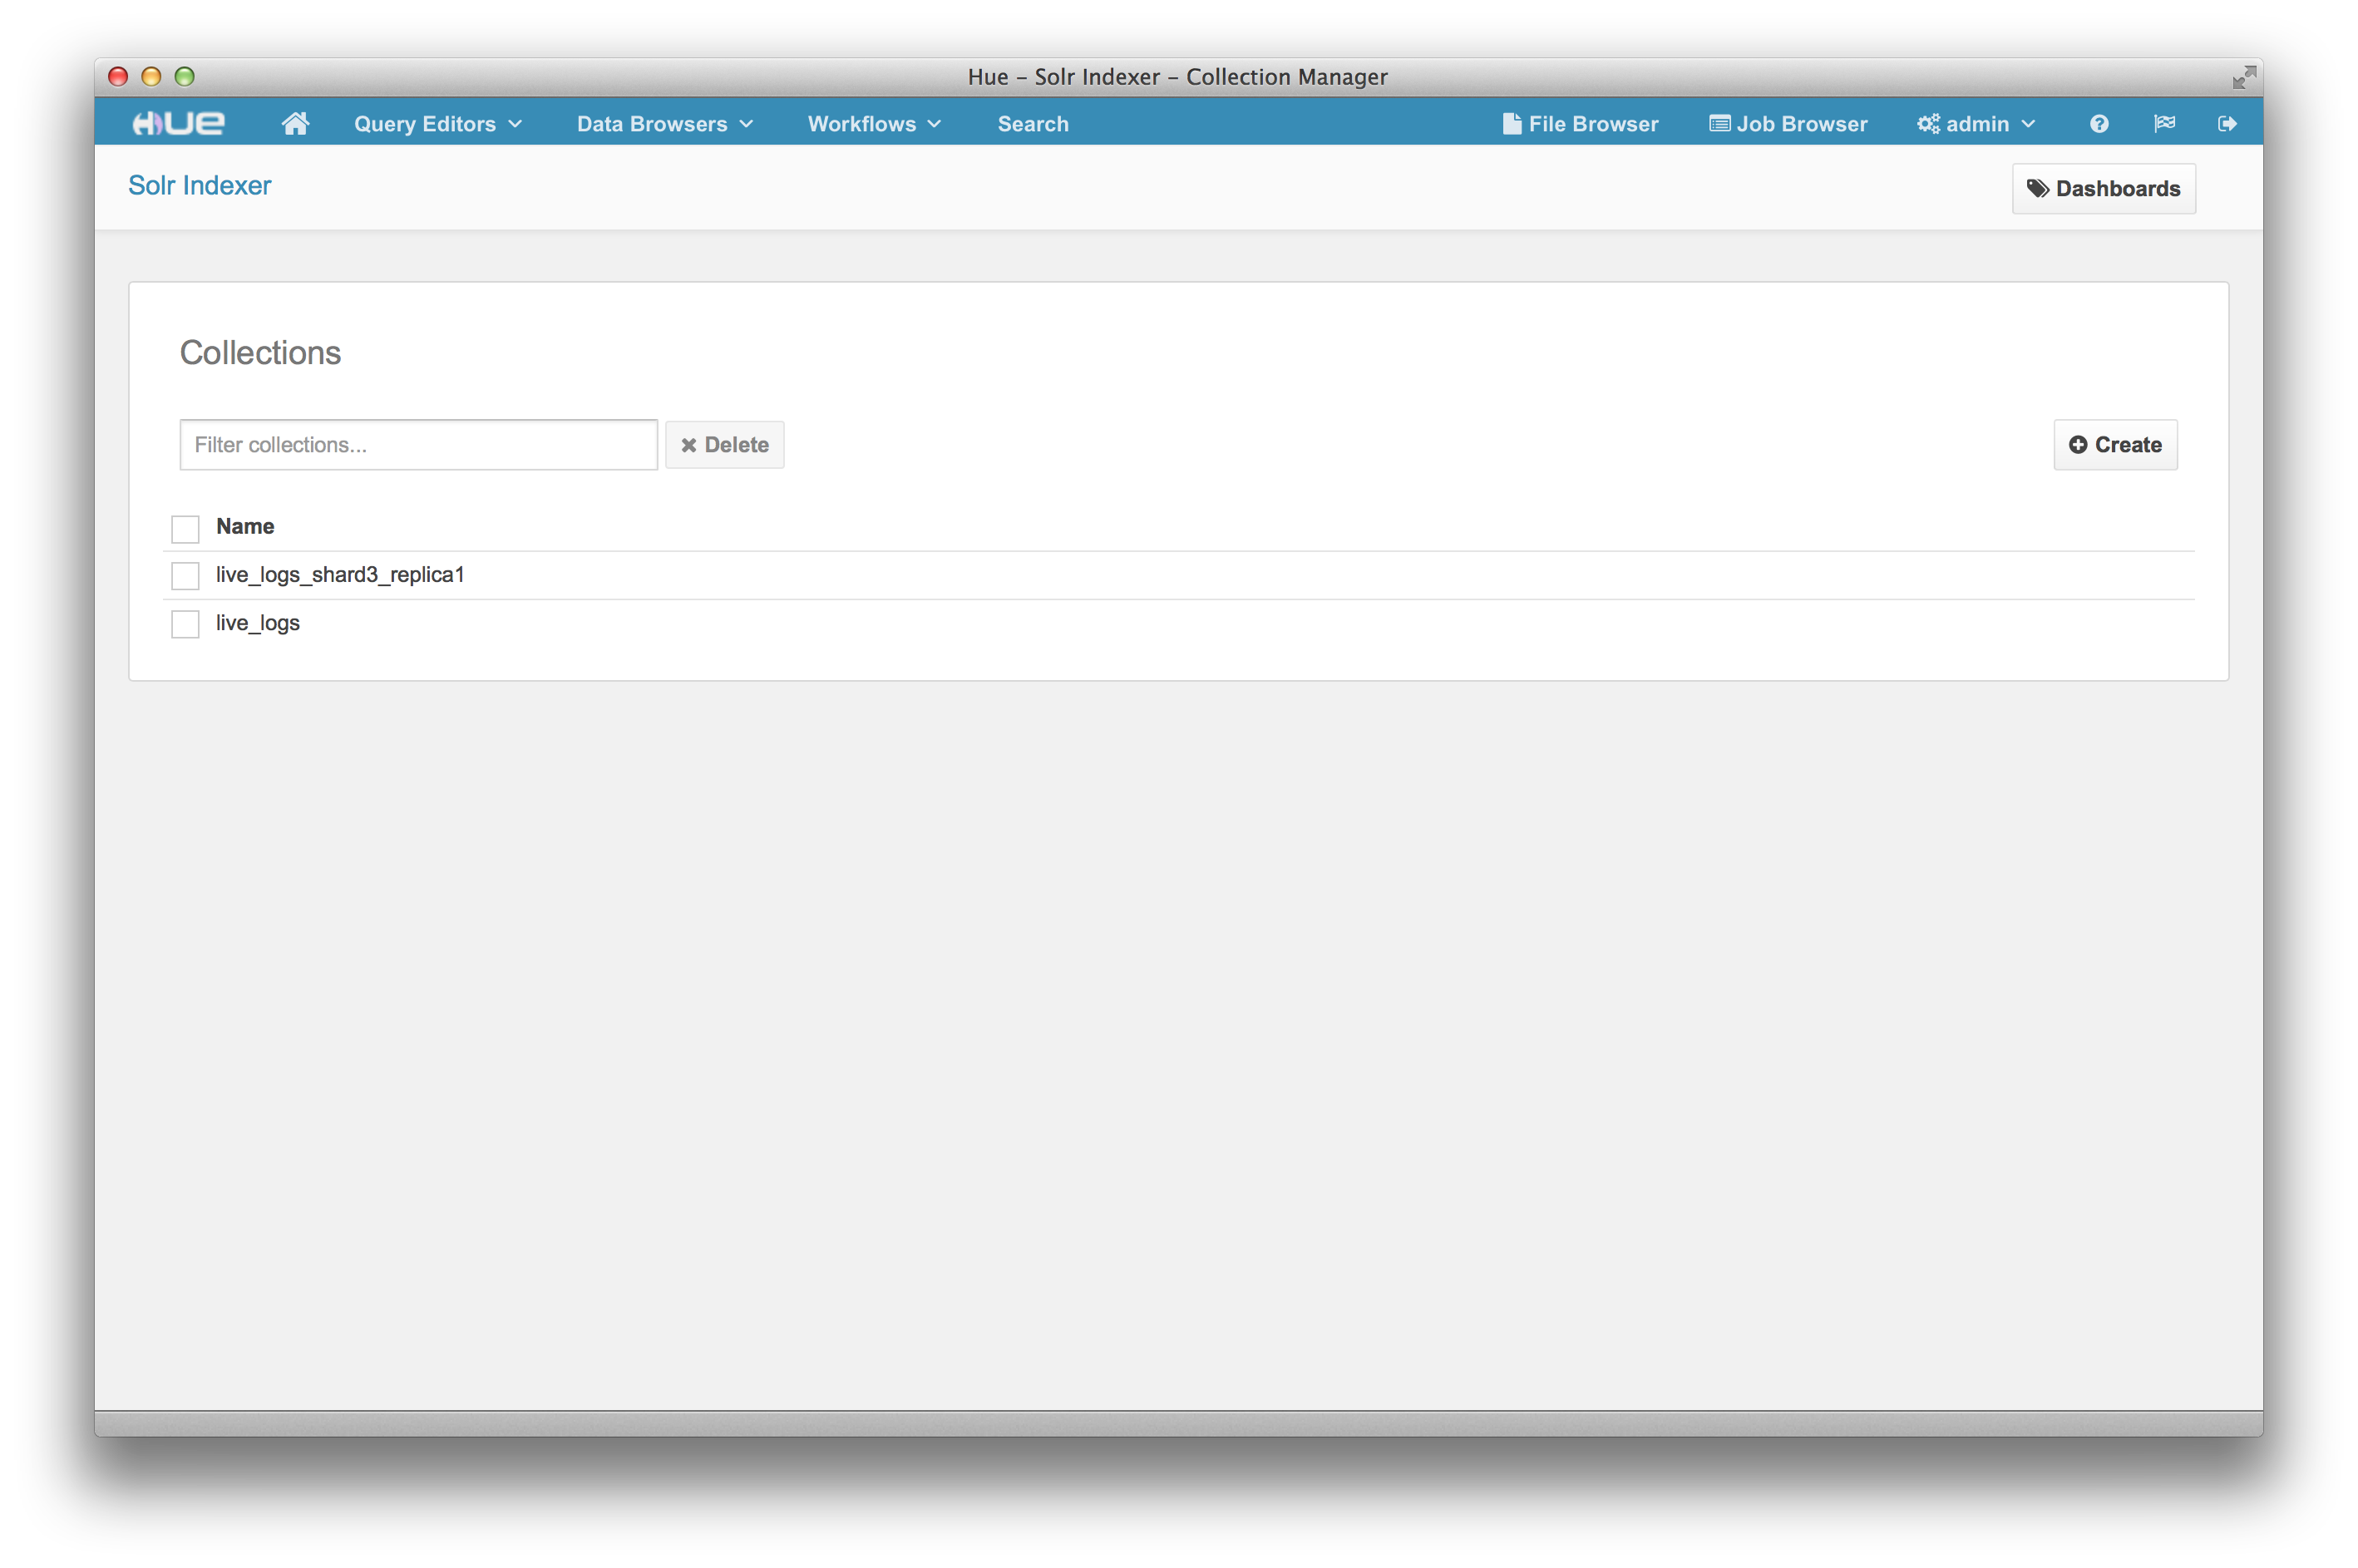 Hue – Solr Indexer – Collection Manager
HUE Query Editors Data Browsers Workflows Search File Browser Job Browser admin
Solr Indexer
Dashboards
Collections
Filter collections...
Delete
Create
Name
live_logs_shard3_replica1
live_logs